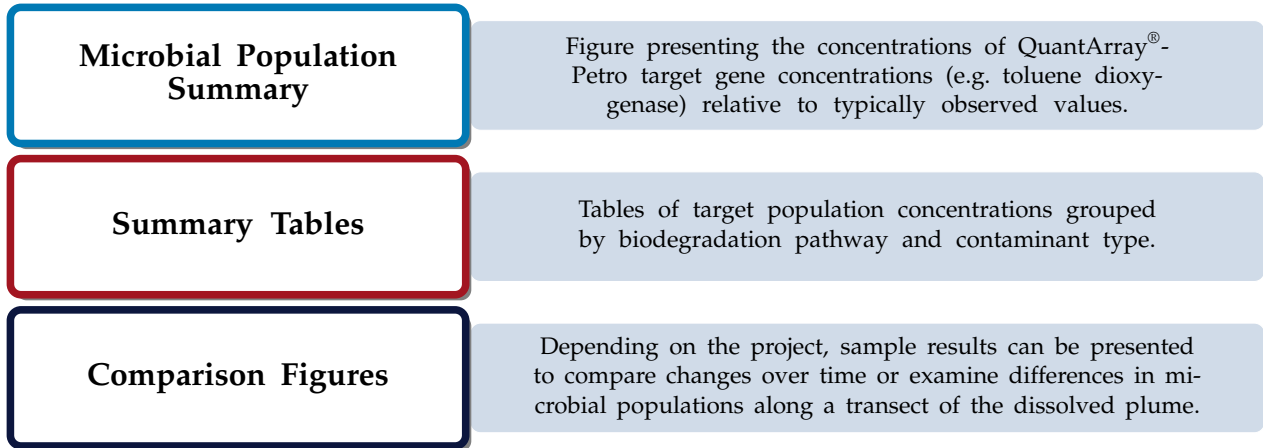 Microbial Population
Summary
Figure presenting the concentrations of QuantArray®-
Petro target gene concentrations (e.g. toluene dioxy-
genase) relative to typically observed values.
Summary Tables
Tables of target population concentrations grouped
by biodegradation pathway and contaminant type.
Comparison Figures
Depending on the project, sample results can be presented
to compare changes over time or examine differences in mi-
crobial populations along a transect of the dissolved plume.